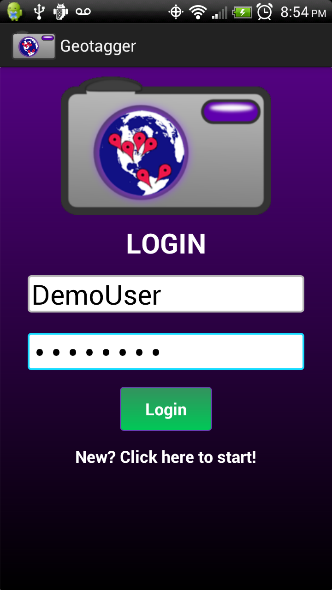 8:54 PM
Geotagger
LOGIN
DemoUser
••••••••
Login
New? Click here to start!